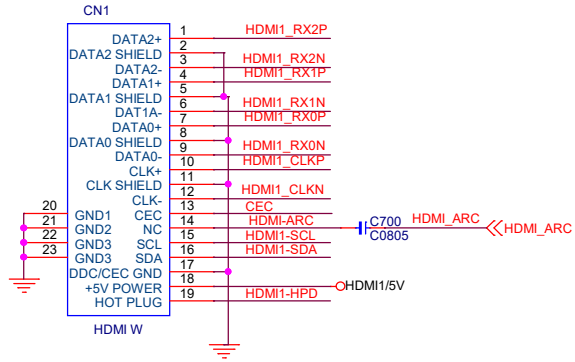 CN1
DATA2+ 1 HDMI1_RX2P
DATA2 SHIELD 2
DATA2- 3 HDMI1_RX2N
DATA1+ 4 HDMI1_RX1P
DATA1 SHIELD 5
DAT1A- 6 HDMI1_RX1N
DATA0+ 7 HDMI1_RX0P
DATA0 SHIELD 8
DATA0- 9 HDMI1_RX0N
CLK+ 10 HDMI1_CLKP
CLK SHIELD 11
CLK- 12 HDMI1_CLKN
20 GND1 CEC 13 CEC
21 GND2 NC 14 HDMI-ARC C700 HDMI_ARC HDMI_ARC
C0805
22 GND3 SCL 15 HDMI1-SCL
23 GND3 SDA 16 HDMI1-SDA
DDC/CEC GND 17
+5V POWER 18 HDMI1/5V
HOT PLUG 19 HDMI1-HPD
HDMI W